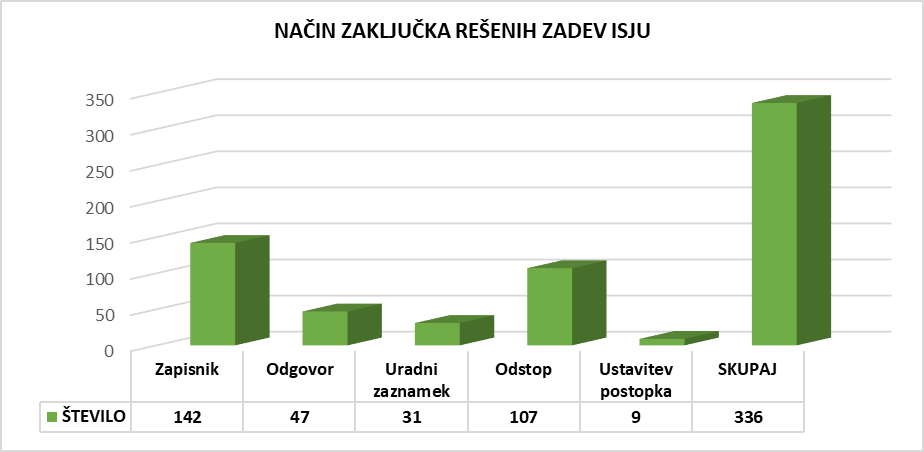 NAČIN ZAKLJUČKA REŠENIH ZADEV ISJU
350
300
250
200
150
100
50
0
Zapisnik Odgovor Uradni zaznamek Odstop Ustavitev postopka SKUPAJ
ŠTEVILO 142 47 31 107 9 336